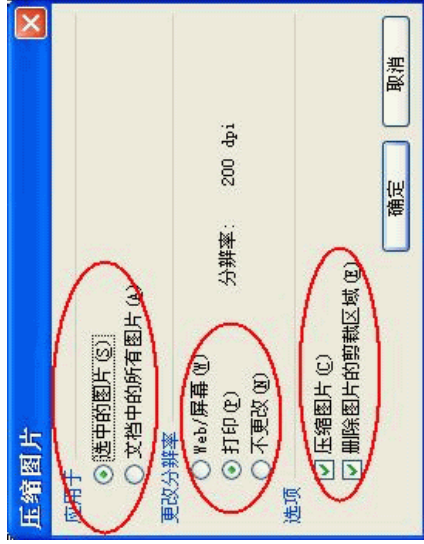 压缩图片
应用于
选中的图片(S)
文档中的所有图片(A)
更改分辨率
Web/屏幕(W)
打印(P)
分辨率: 200 dpi
不更改(N)
选项
压缩图片(C)
删除图片的剪裁区域(E)
确定
取消